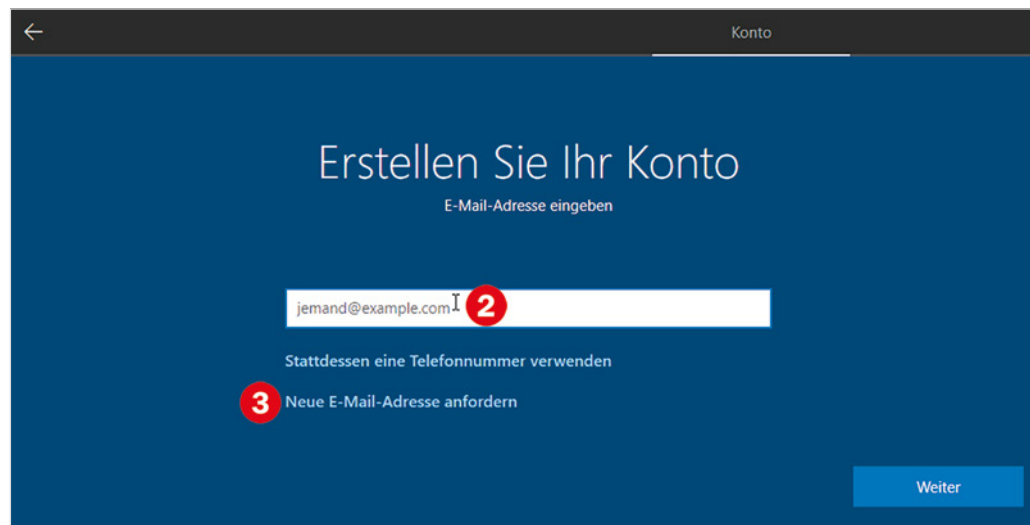 Konto
Erstellen Sie Ihr Konto
E-Mail-Adresse eingeben
jemand@example.com 2
Stattdessen eine Telefonnummer verwenden
3 Neue E-Mail-Adresse anfordern
Weiter